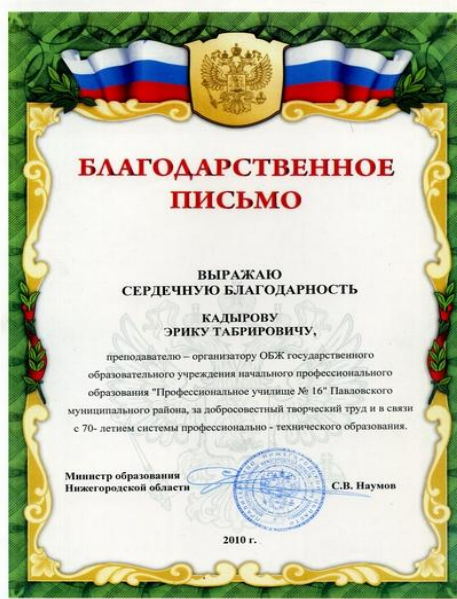 БЛАГОДАРСТВЕННОЕ
ПИСЬМО
ВЫРАЖАЮ
СЕРДЕЧНУЮ БЛАГОДАРНОСТЬ
КАДЫРОВУ
ЭРИКУ ТАБРИРОВИЧУ,
преподавателю – организатору ОБЖ государственного
образовательного учреждения начального профессионального
образования "Профессиональное училище № 16" Павловского
муниципального района, за добросовестный творческий труд и в связи
с 70- летием системы профессионально - технического образования.
Министр образования
Нижегородской области
С.В. Наумов
2010 г.